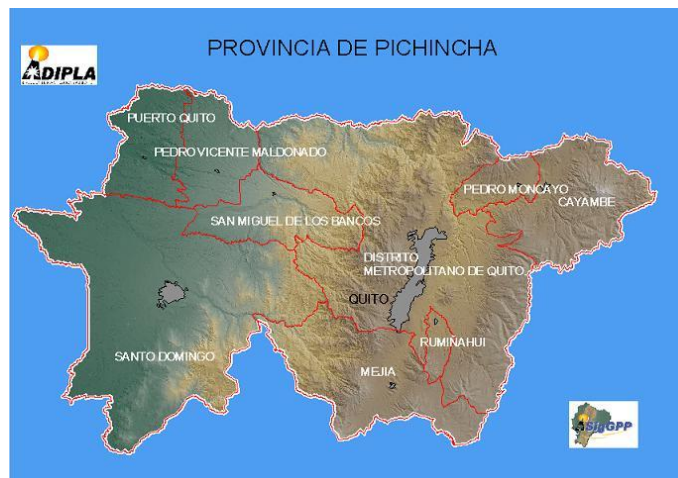 PROVINCIA DE PICHINCHA
ADIPLA
PUERTO QUITO
PEDRO VICENTE MALDONADO
PEDRO MONCAYO
CAYAMBE
SAN MIGUEL DE LOS BANCOS
DISTRITO
METROPOLITANO DE QUITO
QUITO
RUMIÑAHUI
SANTO DOMINGO
MEJIA
SIgGPP